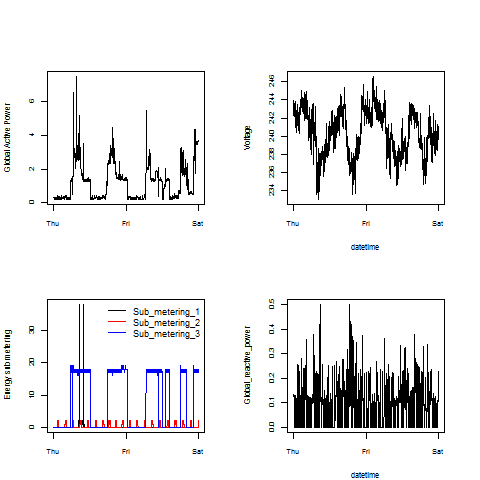 Global Active Power
0 2 4 6
Thu Fri Sat
Voltage
234 236 238 240 242 244 246
Thu Fri Sat
datetime
Energy sub metering
0 10 20 30
Sub_metering_1
Sub_metering_2
Sub_metering_3
Thu Fri Sat
Global_reactive_power
0.0 0.1 0.2 0.3 0.4 0.5
Thu Fri Sat
datetime